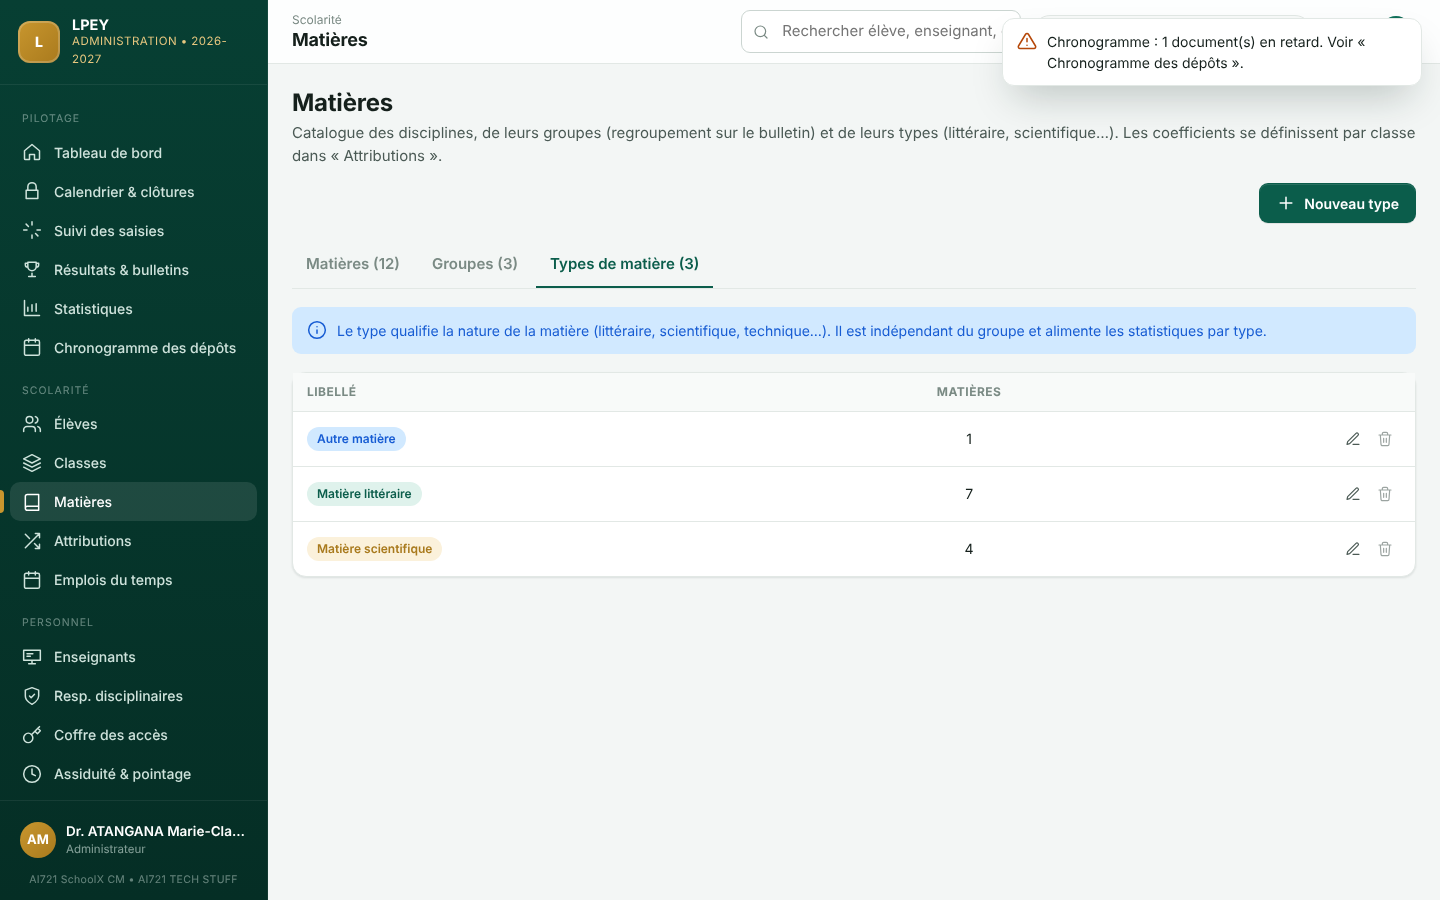 L
LPEY
ADMINISTRATION • 2026-
2027
PILOTAGE
Tableau de bord
Calendrier & clôtures
Suivi des saisies
Résultats & bulletins
Statistiques
Chronogramme des dépôts
SCOLARITÉ
Élèves
Classes
Matières
Attributions
Emplois du temps
PERSONNEL
Enseignants
Resp. disciplinaires
Coffre des accès
Assiduité & pointage
AM
Dr. ATANGANA Marie-Cla...
Administrateur
AI721 SchoolX CM • AI721 TECH STUFF
Scolarité
Matières
Rechercher élève, enseignant,
Chronogramme : 1 document(s) en retard. Voir «
Chronogramme des dépôts ».
Matières
Catalogue des disciplines, de leurs groupes (regroupement sur le bulletin) et de leurs types (littéraire, scientifique…). Les coefficients se définissent par classe
dans « Attributions ».
Nouveau type
Matières (12)
Groupes (3)
Types de matière (3)
Le type qualifie la nature de la matière (littéraire, scientifique, technique…). Il est indépendant du groupe et alimente les statistiques par type.
LIBELLÉ MATIÈRES
Autre matière 1
Matière littéraire 7
Matière scientifique 4